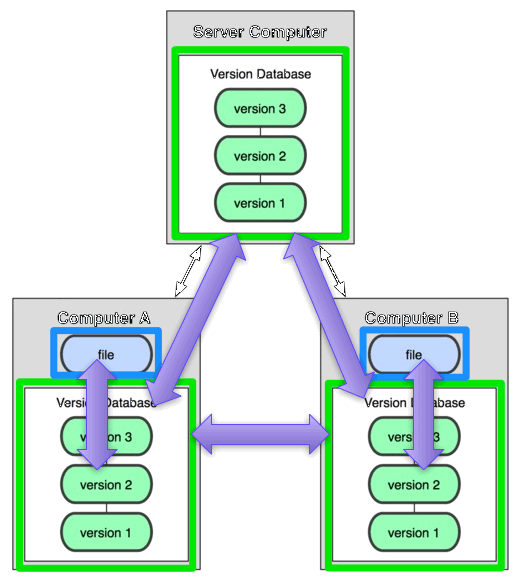 Server Computer
Version Database
version 3
version 2
version 1
Computer A
file
Version Database
version 3
version 2
version 1
Computer B
file
Version Database
version 3
version 2
version 1